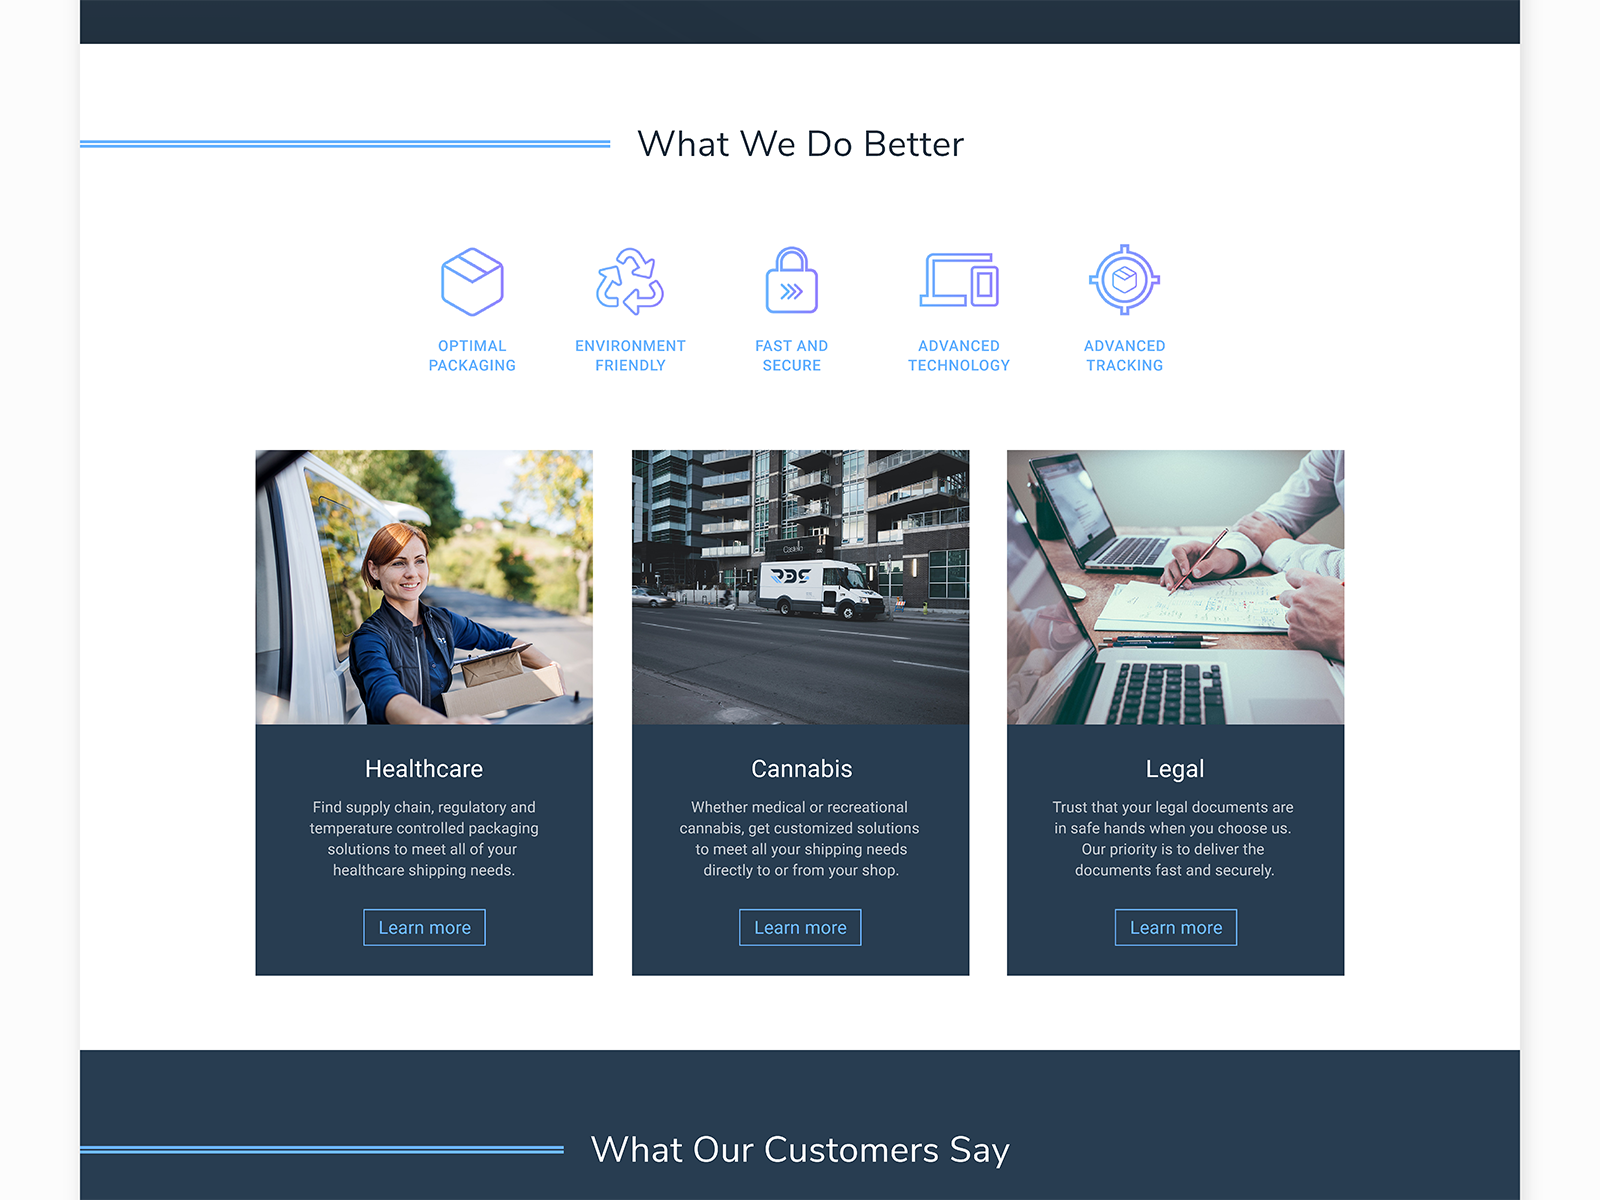 What We Do Better
OPTIMAL
PACKAGING
ENVIRONMENT
FRIENDLY
FAST AND
SECURE
ADVANCED
TECHNOLOGY
ADVANCED
TRACKING
Castello
RDS
Healthcare
Find supply chain, regulatory and
temperature controlled packaging
solutions to meet all of your
healthcare shipping needs.
Learn more
Cannabis
Whether medical or recreational
cannabis, get customized solutions
to meet all your shipping needs
directly to or from your shop.
Learn more
Legal
Trust that your legal documents are
in safe hands when you choose us.
Our priority is to deliver the
documents fast and securely.
Learn more
What Our Customers Say